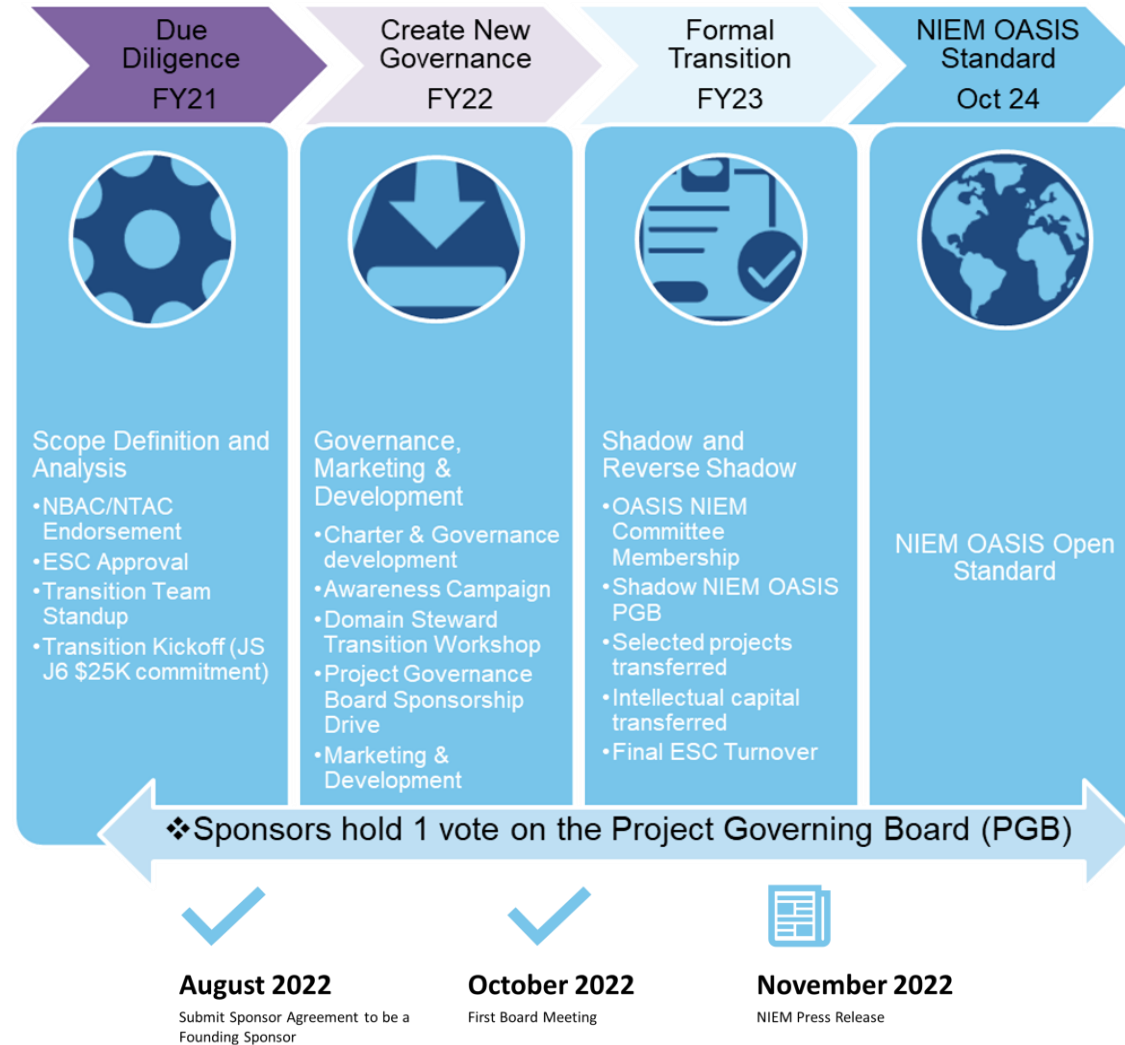 Due
Diligence
FY21
Create New
Governance
FY22
Formal
Transition
FY23
NIEM OASIS
Standard
Oct 24
Scope Definition and
Analysis
•NBAC/NTAC
Endorsement
•ESC Approval
•Transition Team
Standup
•Transition Kickoff (JS
J6 $25K commitment)
Governance,
Marketing &
Development
•Charter & Governance
development
•Awareness Campaign
•Domain Steward
Transition Workshop
•Project Governance
Board Sponsorship
Drive
•Marketing &
Development
Shadow and
Reverse Shadow
•OASIS NIEM
Committee
Membership
•Shadow NIEM OASIS
PGB
•Selected projects
transferred
•Intellectual capital
transferred
•Final ESC Turnover
NIEM OASIS Open
Standard
❖Sponsors hold 1 vote on the Project Governing Board (PGB)
August 2022
Submit Sponsor Agreement to be a
Founding Sponsor
October 2022
First Board Meeting
November 2022
NIEM Press Release